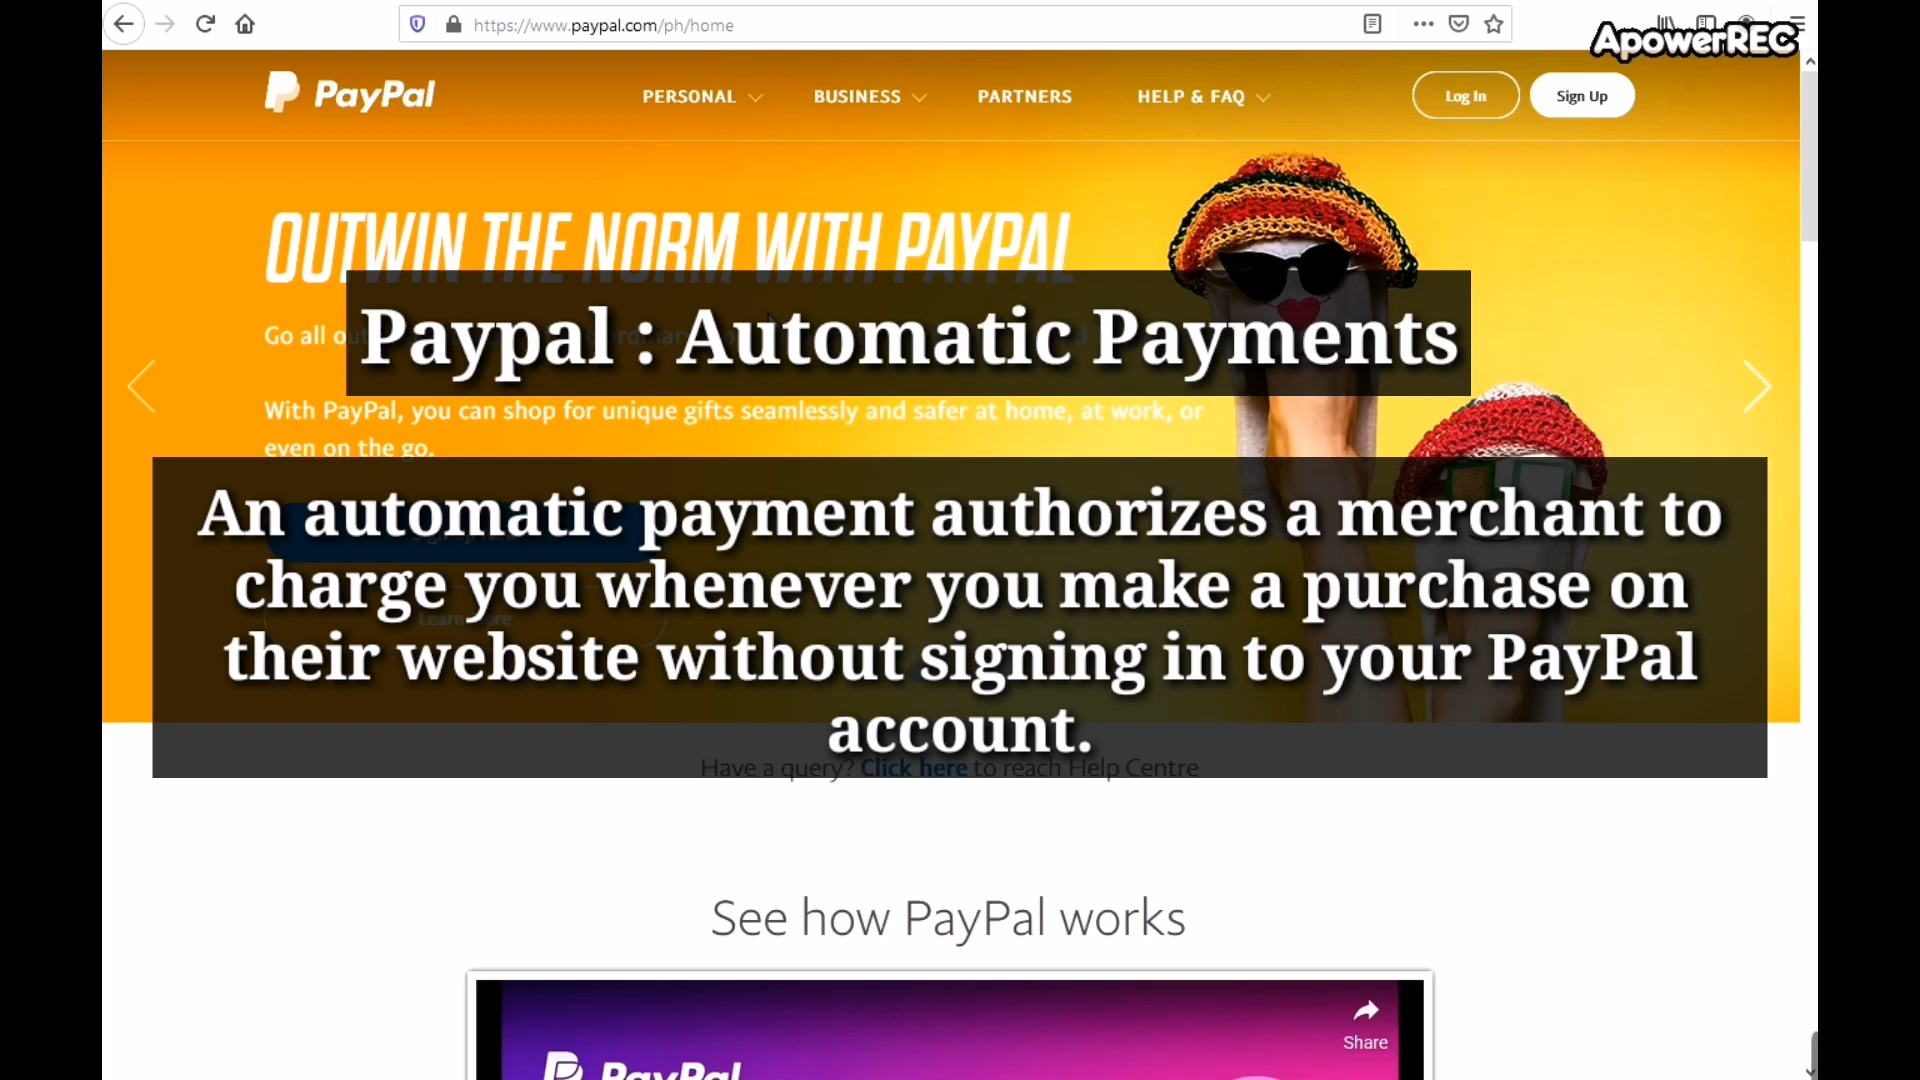 https://www.paypal.com/ph/home
ApowerREC
PayPal
PERSONAL
BUSINESS
PARTNERS
HELP & FAQ
Log In
Sign Up
OUTWIN THE NORM WITH PAYPAL
Go all
Paypal : Automatic Payments
With PayPal, you can shop for unique gifts seamlessly and safer at home, at work, or
even on the go.
An automatic payment authorizes a merchant to
charge you whenever you make a purchase on
Learn More
their website without signing in to your PayPal
account.
Have a query? Click here to reach Help Centre
See how PayPal works
Share
PayPal